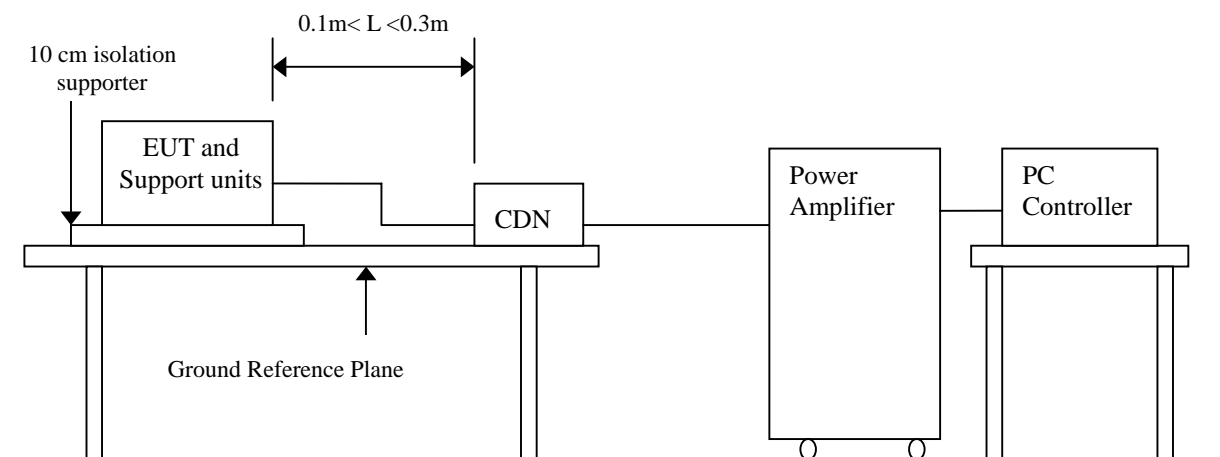 0.1m< L <0.3m
10 cm isolation
supporter
EUT and
Support units
CDN
Power
Amplifier
PC
Controller
Ground Reference Plane